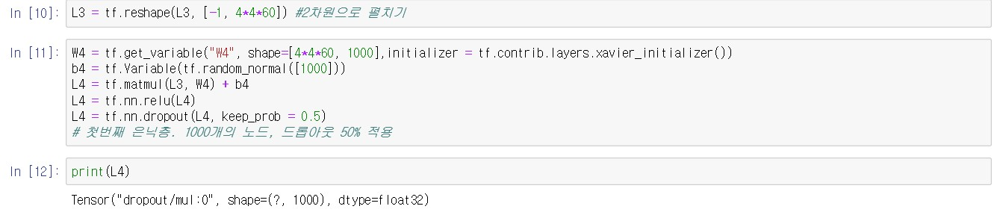 In [10]: L3 = tf.reshape(L3, [-1, 4*4*60]) #2차원으로 펼치기
In [11]: W4 = tf.get_variable("W4", shape=[4*4*60, 1000],initializer = tf.contrib.layers.xavier_initializer())
b4 = tf.Variable(tf.random_normal([1000]))
L4 = tf.matmul(L3, W4) + b4
L4 = tf.nn.relu(L4)
L4 = tf.nn.dropout(L4, keep_prob = 0.5)
# 첫번째 은닉층. 1000개의 노드, 드롭아웃 50% 적용
In [12]: print(L4)
Tensor("dropout/mul:0", shape=(?, 1000), dtype=float32)